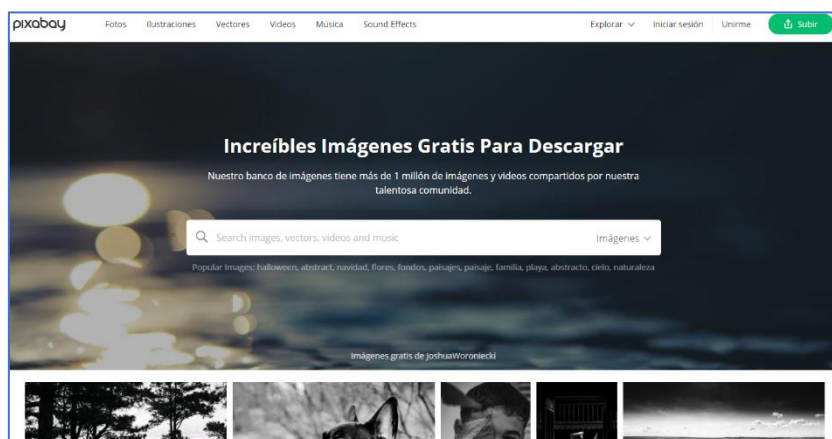 pixabay Fotos Ilustraciones Vectores Videos Música Sound Effects Explorar Iniciar sesión Unirme Subir
Increíbles Imágenes Gratis Para Descargar
Nuestro banco de imágenes tiene más de 1 millón de imágenes y videos compartidos por nuestra
talentosa comunidad.
Search images, vectors, videos and music Imágenes
Popular Images: halloween, abstract, navidad, flores, fondos, paisajes, paisaje, familia, playa, abstracto, cielo, naturaleza
Imágenes gratis de JoshuaWoroniecki